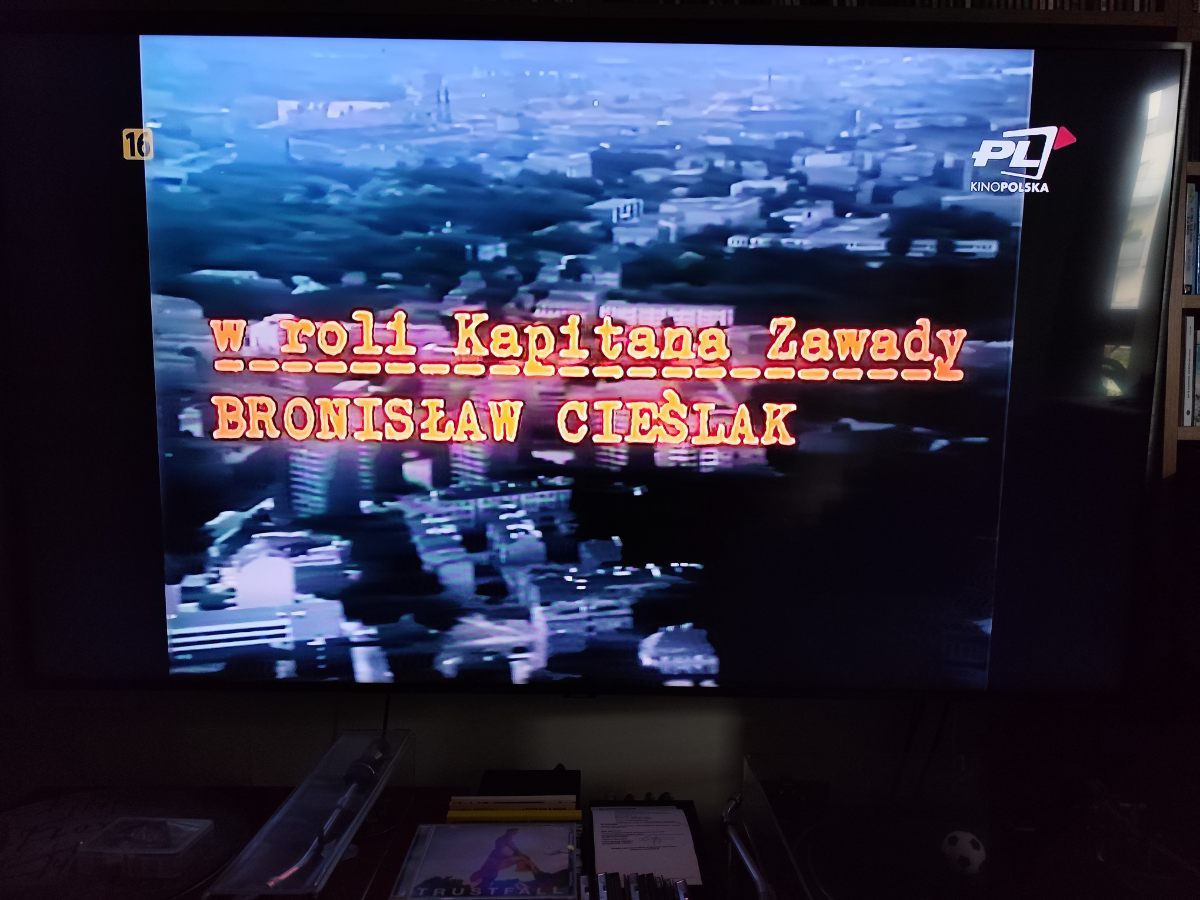 16
PL
KINOPOLSKA
w roli Kapitana Zawady
BRONISŁAW CIEŚLAK
TRUSTFALL